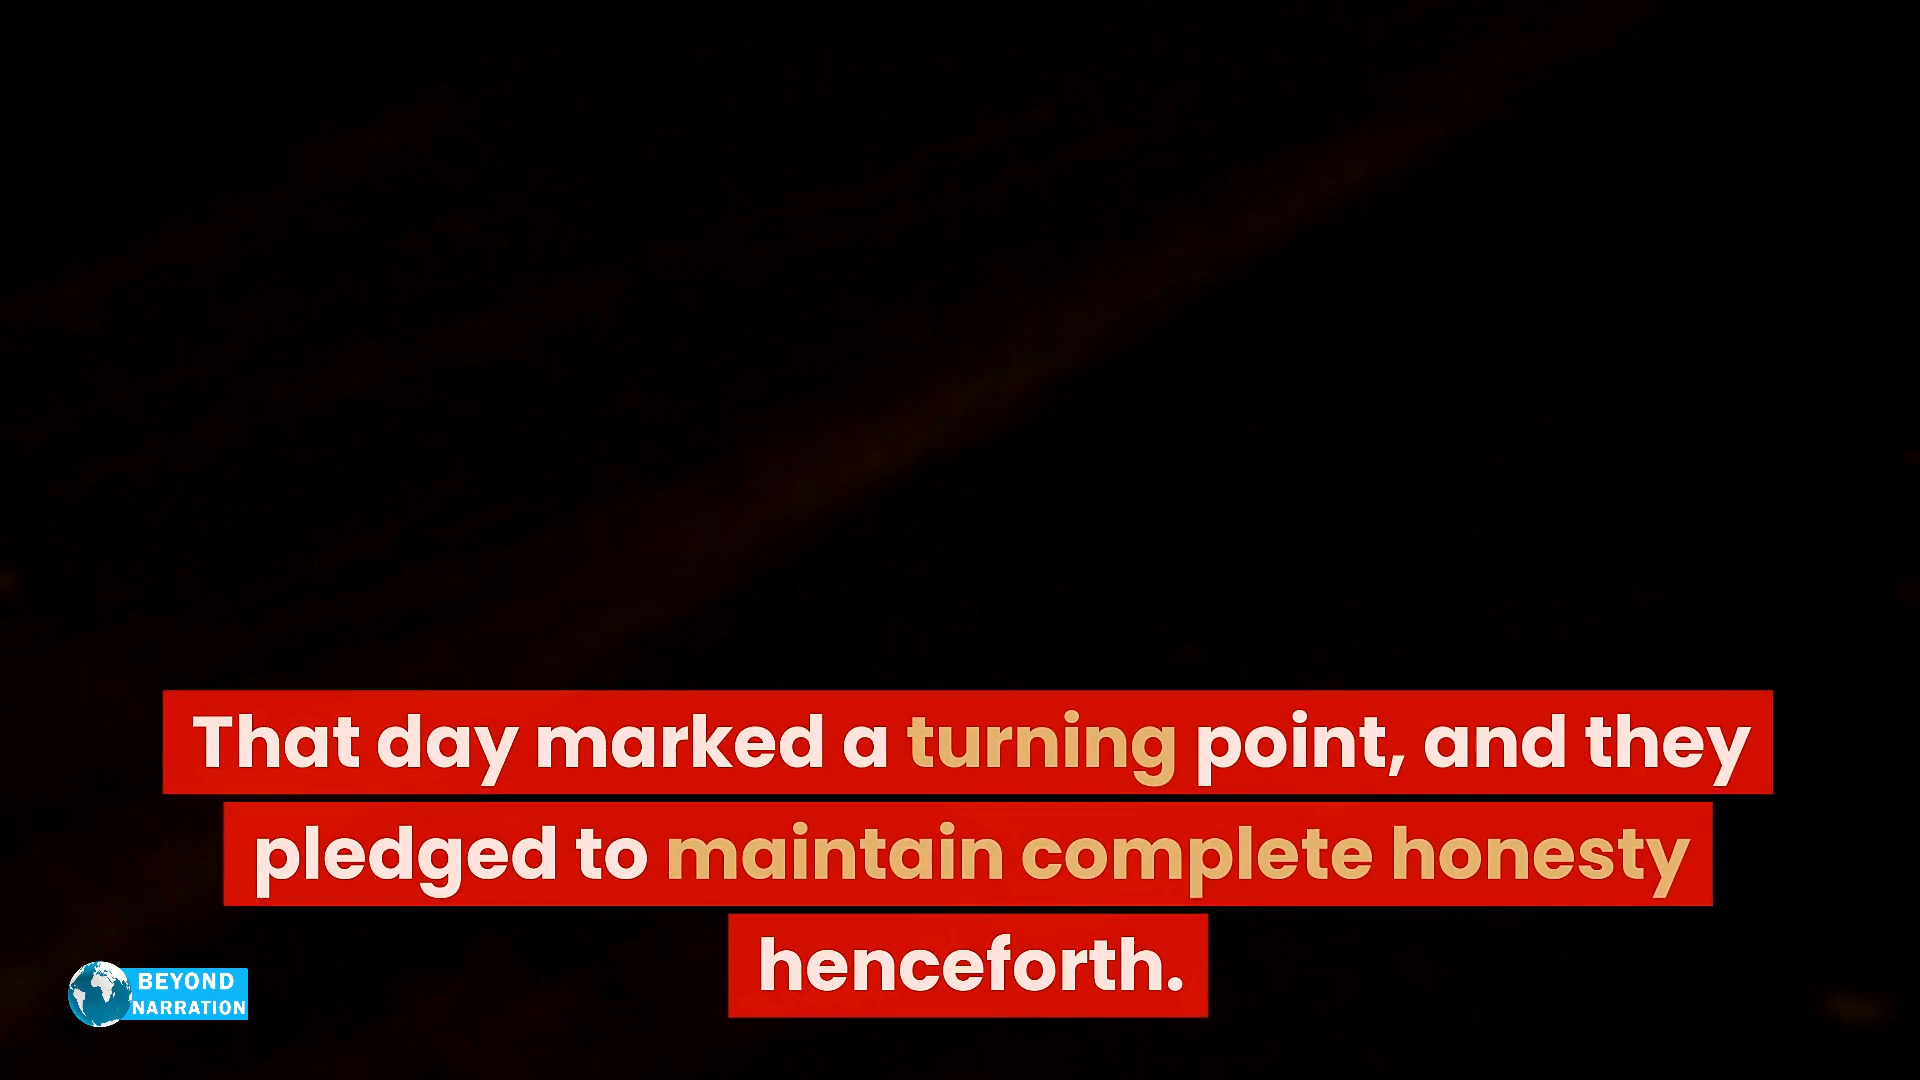 That day marked a turning point, and they
pledged to maintain complete honesty
henceforth.
BEYOND
NARRATION